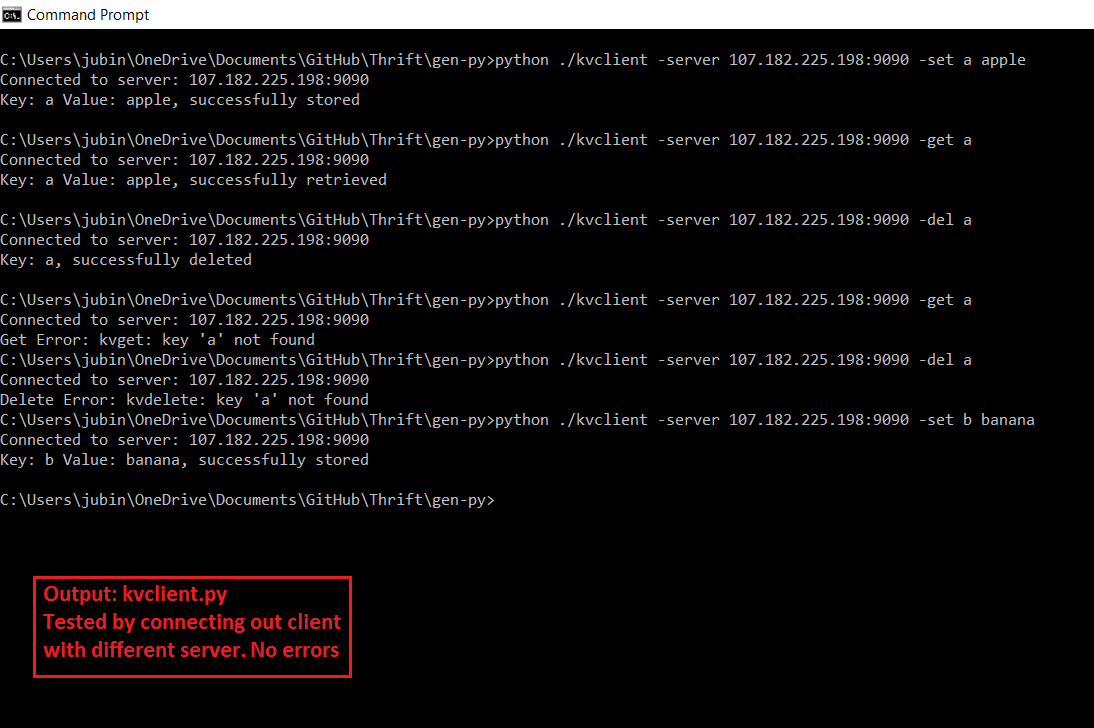 Command Prompt
C:\Users\jubin\OneDrive\Documents\GitHub\Thrift\gen-py>python ./kvclient -server 107.182.225.198:9090 -set a apple
Connected to server: 107.182.225.198:9090
Key: a Value: apple, successfully stored
C:\Users\jubin\OneDrive\Documents\GitHub\Thrift\gen-py>python ./kvclient -server 107.182.225.198:9090 -get a
Connected to server: 107.182.225.198:9090
Key: a Value: apple, successfully retrieved
C:\Users\jubin\OneDrive\Documents\GitHub\Thrift\gen-py>python ./kvclient -server 107.182.225.198:9090 -del a
Connected to server: 107.182.225.198:9090
Key: a, successfully deleted
C:\Users\jubin\OneDrive\Documents\GitHub\Thrift\gen-py>python ./kvclient -server 107.182.225.198:9090 -get a
Connected to server: 107.182.225.198:9090
Get Error: kvget: key 'a' not found
C:\Users\jubin\OneDrive\Documents\GitHub\Thrift\gen-py>python ./kvclient -server 107.182.225.198:9090 -del a
Connected to server: 107.182.225.198:9090
Delete Error: kvdelete: key 'a' not found
C:\Users\jubin\OneDrive\Documents\GitHub\Thrift\gen-py>python ./kvclient -server 107.182.225.198:9090 -set b banana
Connected to server: 107.182.225.198:9090
Key: b Value: banana, successfully stored
C:\Users\jubin\OneDrive\Documents\GitHub\Thrift\gen-py>
Output: kvclient.py
Tested by connecting out client
with different server. No errors